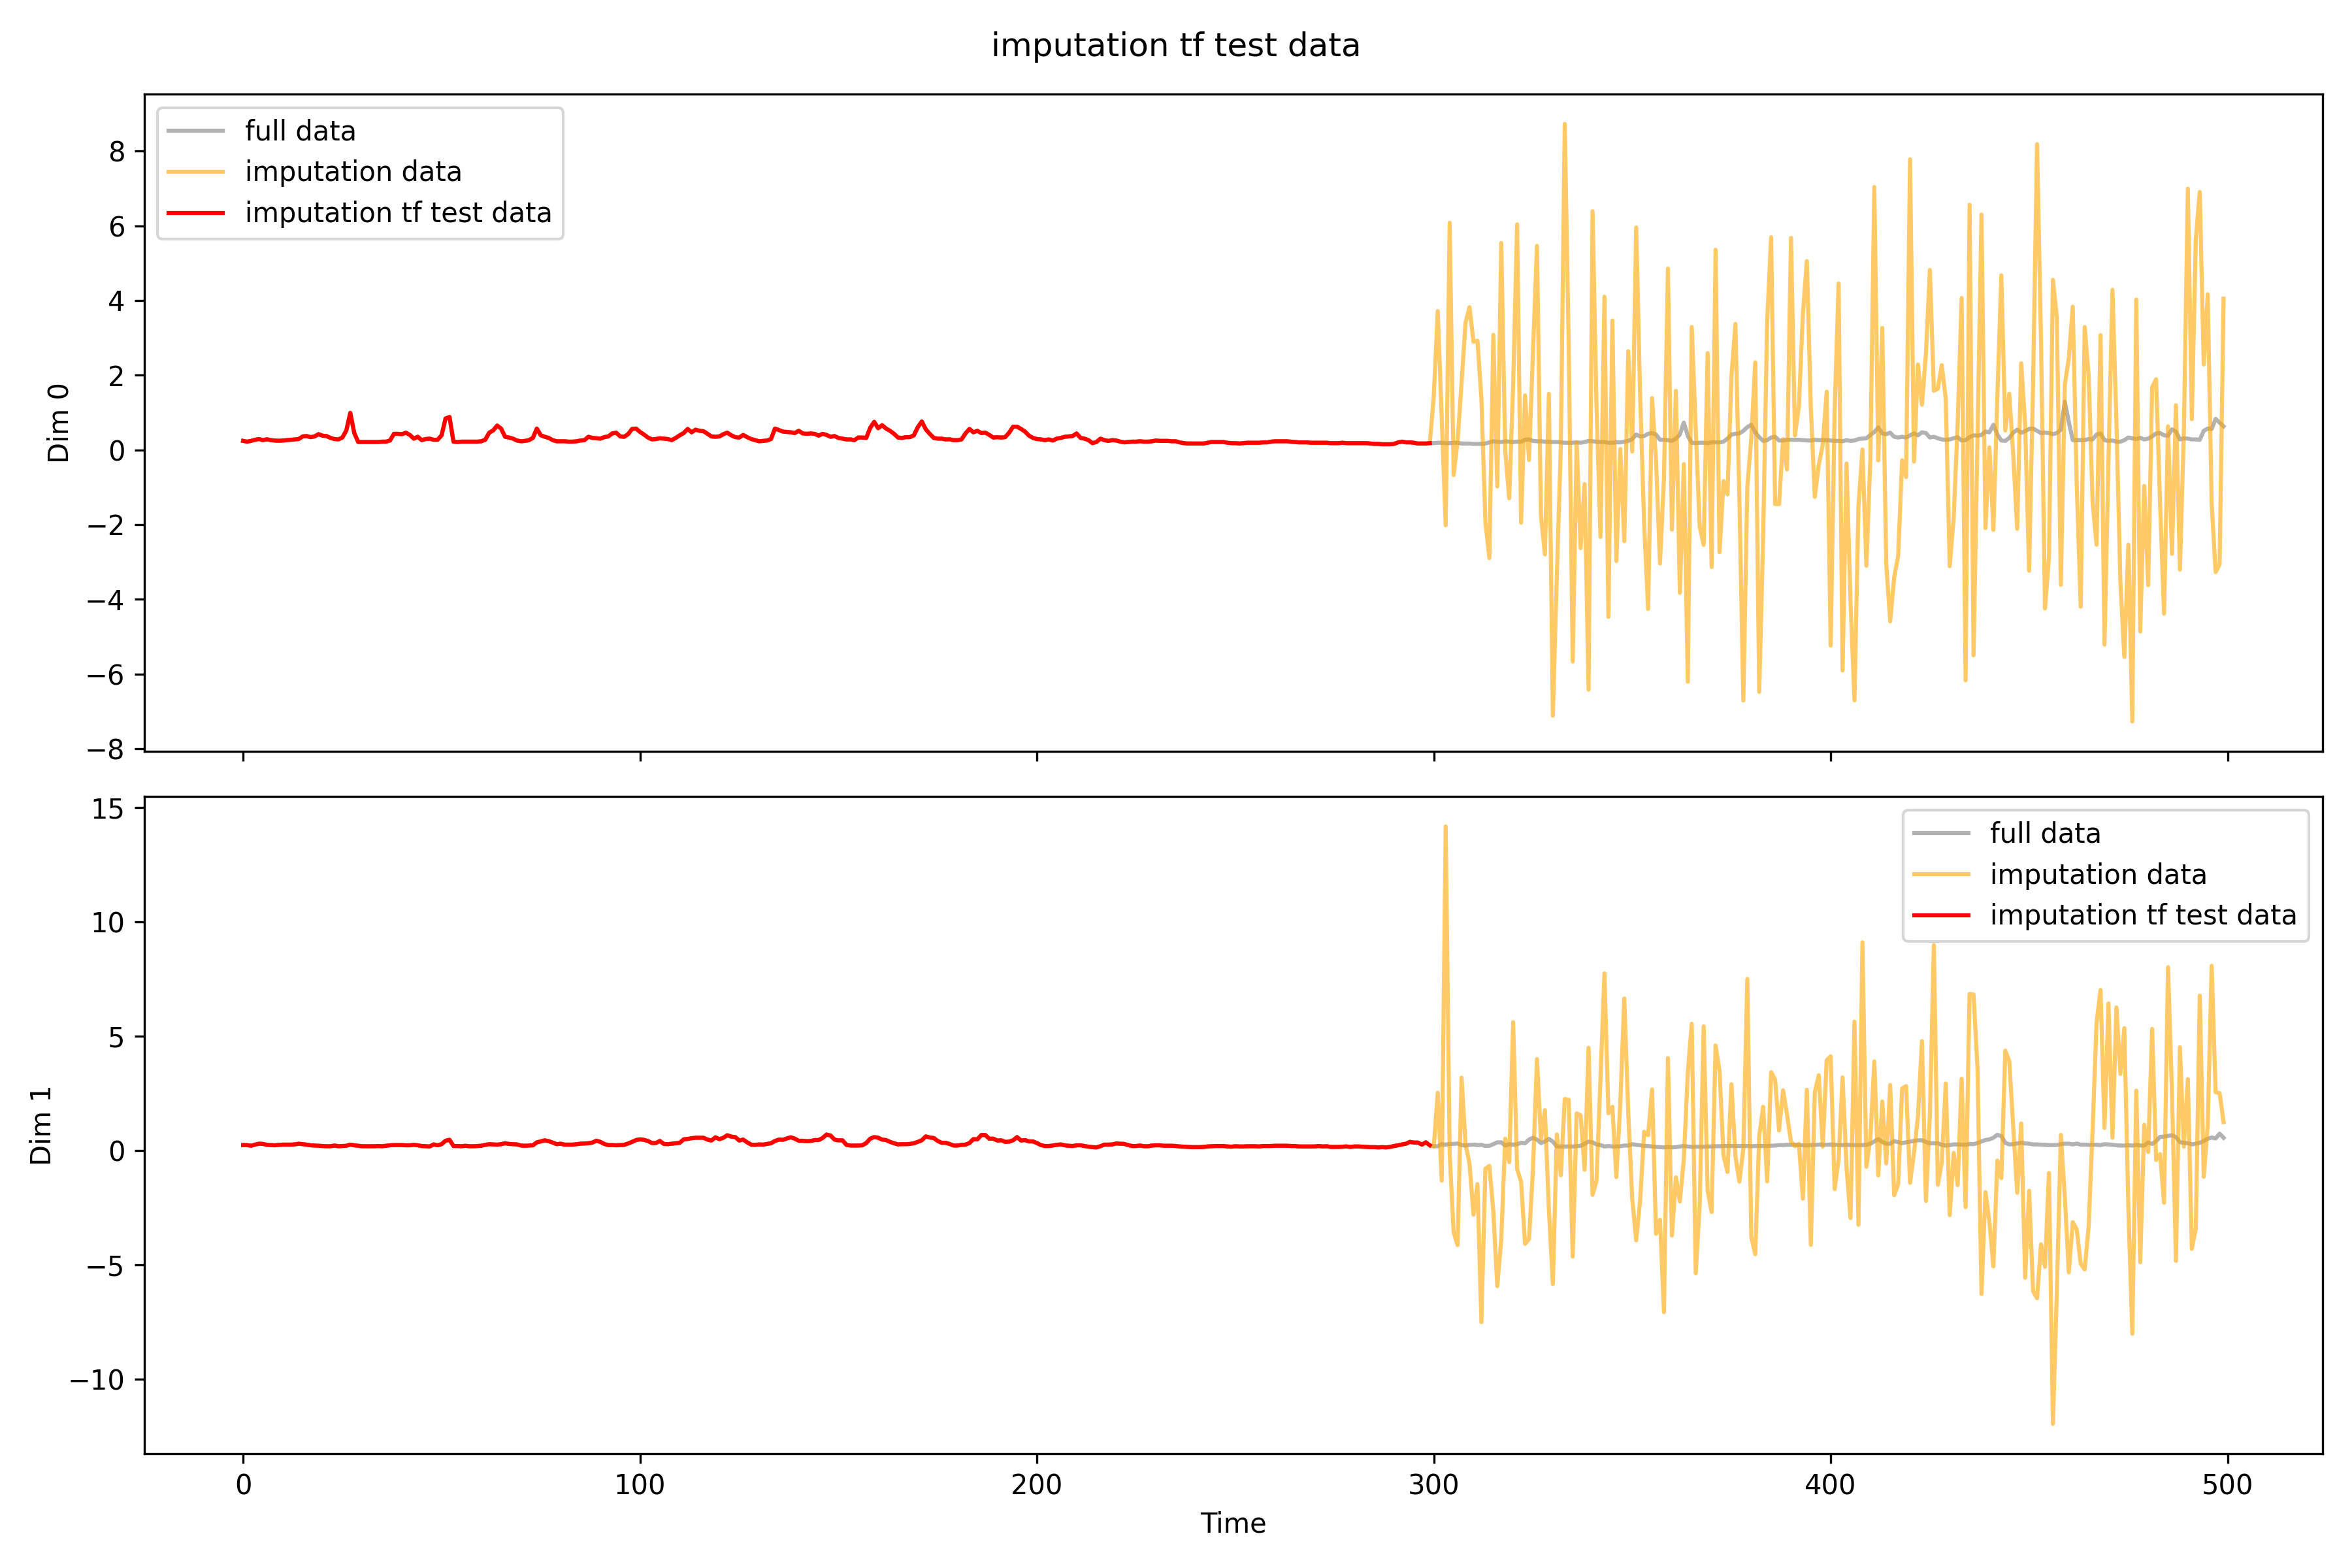 imputation tf test data
full data
imputation data
imputation tf test data
8
6
4
2
0
−2
−4
−6
−8
Dim 0
full data
imputation data
imputation tf test data
15
10
5
0
−5
−10
Dim 1
0 100 200 300 400 500
Time